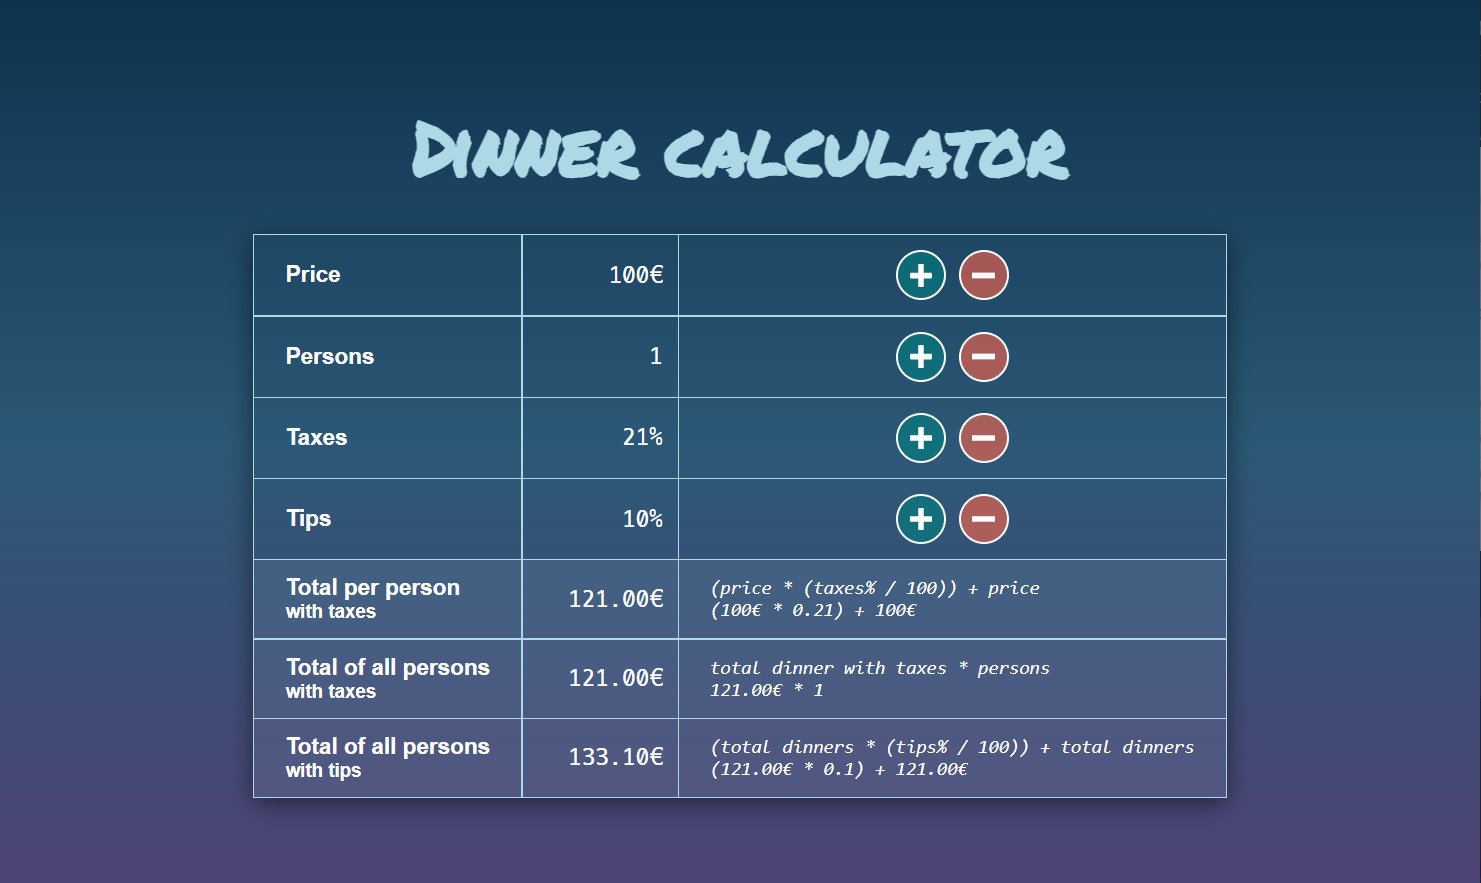 Dinner calculator
Price 100€ + −
Persons 1 + −
Taxes 21% + −
Tips 10% + −
Total per person
with taxes
121.00€
(price * (taxes% / 100)) + price
(100€ * 0.21) + 100€
Total of all persons
with taxes
121.00€
total dinner with taxes * persons
121.00€ * 1
Total of all persons
with tips
133.10€
(total dinners * (tips% / 100)) + total dinners
(121.00€ * 0.1) + 121.00€